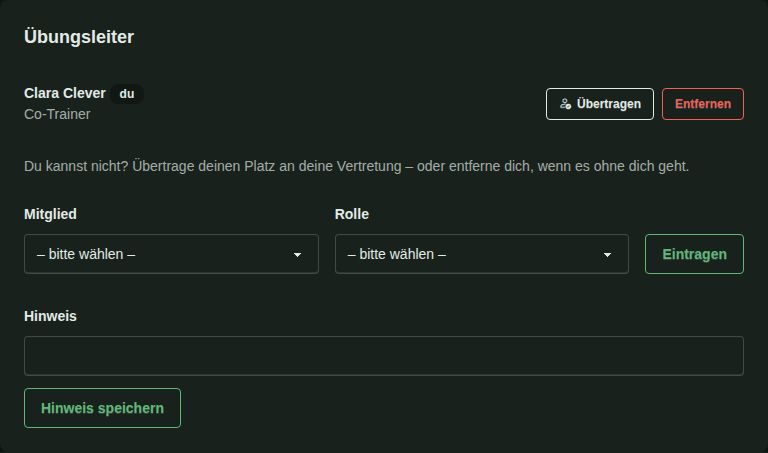 Übungsleiter
Clara Clever du
Co-Trainer
Übertragen
Entfernen
Du kannst nicht? Übertrage deinen Platz an deine Vertretung – oder entferne dich, wenn es ohne dich geht.
Mitglied
Rolle
– bitte wählen –
– bitte wählen –
Eintragen
Hinweis
Hinweis speichern